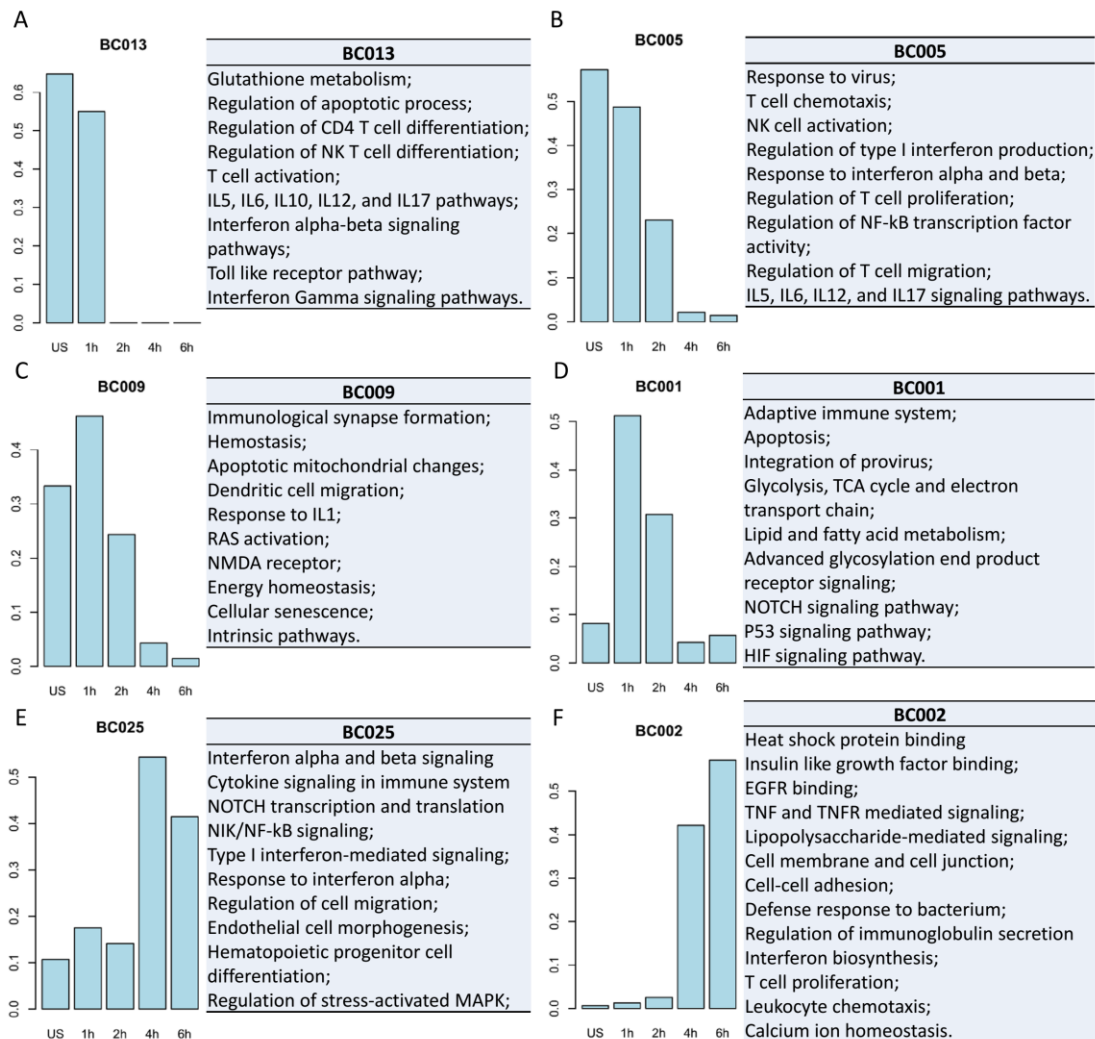 A
BC013
0.6
0.5
0.4
0.3
0.2
0.1
0.0
US 1h 2h 4h 6h
BC013
Glutathione metabolism;
Regulation of apoptotic process;
Regulation of CD4 T cell differentiation;
Regulation of NK T cell differentiation;
T cell activation;
IL5, IL6, IL10, IL12, and IL17 pathways;
Interferon alpha-beta signaling
pathways;
Toll like receptor pathway;
Interferon Gamma signaling pathways.
B
BC005
0.5
0.4
0.3
0.2
0.1
0.0
US 1h 2h 4h 6h
BC005
Response to virus;
T cell chemotaxis;
NK cell activation;
Regulation of type I interferon production;
Response to interferon alpha and beta;
Regulation of T cell proliferation;
Regulation of NF-kB transcription factor
activity;
Regulation of T cell migration;
IL5, IL6, IL12, and IL17 signaling pathways.
C
BC009
0.4
0.3
0.2
0.1
0.0
US 1h 2h 4h 6h
BC009
Immunological synapse formation;
Hemostasis;
Apoptotic mitochondrial changes;
Dendritic cell migration;
Response to IL1;
RAS activation;
NMDA receptor;
Energy homeostasis;
Cellular senescence;
Intrinsic pathways.
D
BC001
0.5
0.4
0.3
0.2
0.1
0.0
US 1h 2h 4h 6h
BC001
Adaptive immune system;
Apoptosis;
Integration of provirus;
Glycolysis, TCA cycle and electron
transport chain;
Lipid and fatty acid metabolism;
Advanced glycosylation end product
receptor signaling;
NOTCH signaling pathway;
P53 signaling pathway;
HIF signaling pathway.
E
BC025
0.5
0.4
0.3
0.2
0.1
0.0
US 1h 2h 4h 6h
BC025
Interferon alpha and beta signaling
Cytokine signaling in immune system
NOTCH transcription and translation
NIK/NF-kB signaling;
Type I interferon-mediated signaling;
Response to interferon alpha;
Regulation of cell migration;
Endothelial cell morphogenesis;
Hematopoietic progenitor cell
differentiation;
Regulation of stress-activated MAPK;
F
BC002
0.5
0.4
0.3
0.2
0.1
0.0
US 1h 2h 4h 6h
BC002
Heat shock protein binding
Insulin like growth factor binding;
EGFR binding;
TNF and TNFR mediated signaling;
Lipopolysaccharide-mediated signaling;
Cell membrane and cell junction;
Cell-cell adhesion;
Defense response to bacterium;
Regulation of immunoglobulin secretion
Interferon biosynthesis;
T cell proliferation;
Leukocyte chemotaxis;
Calcium ion homeostasis.